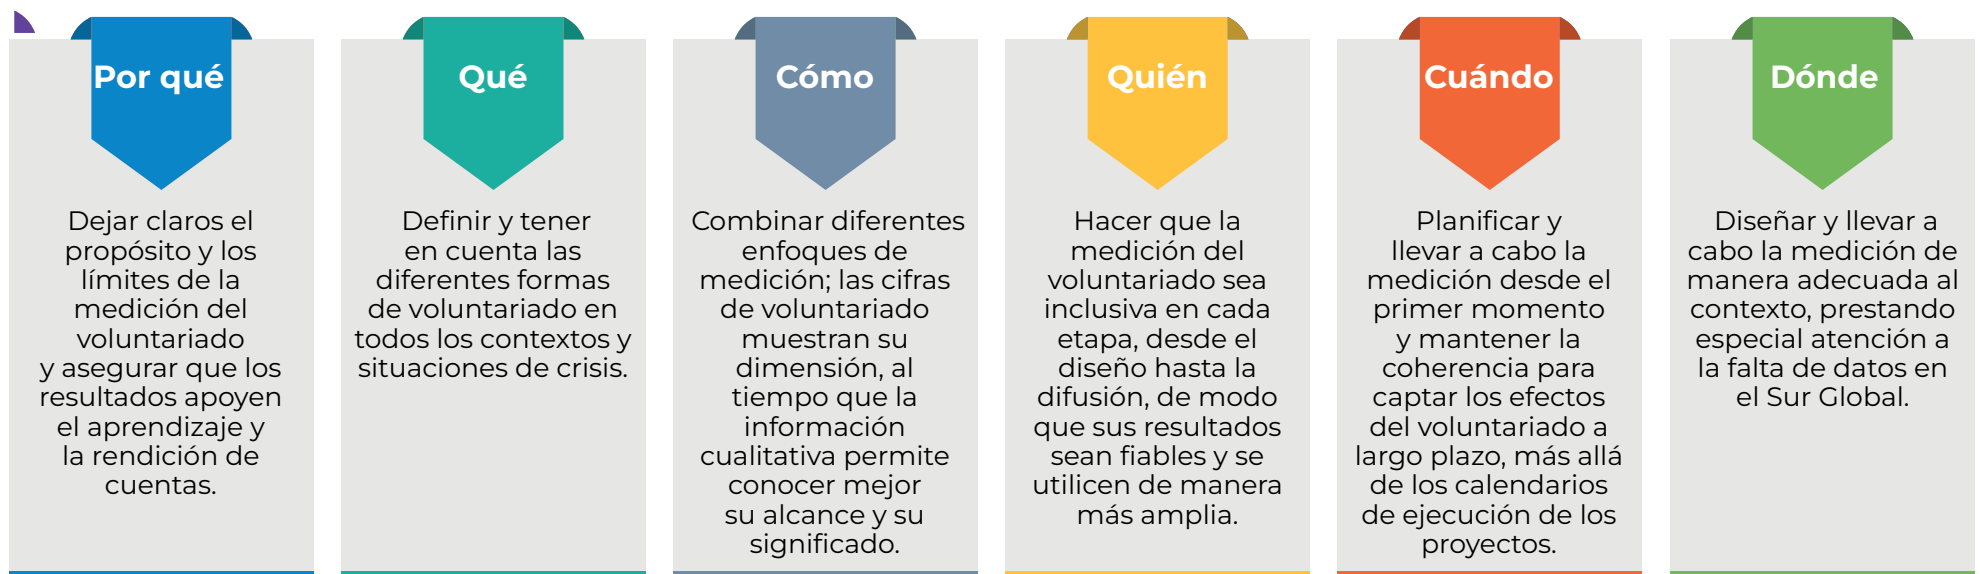 Por qué
Dejar claros el
propósito y los
límites de la
medición del
voluntariado
y asegurar que los
resultados apoyen
el aprendizaje y
la rendición de
cuentas.
Qué
Definir y tener
en cuenta las
diferentes formas
de voluntariado en
todos los contextos y
situaciones de crisis.
Cómo
Combinar diferentes
enfoques de
medición; las cifras
de voluntariado
muestran su
dimensión, al
tiempo que la
información
cualitativa permite
conocer mejor
su alcance y su
significado.
Quién
Hacer que la
medición del
voluntariado sea
inclusiva en cada
etapa, desde el
diseño hasta la
difusión, de modo
que sus resultados
sean fiables y se
utilicen de manera
más amplia.
Cuándo
Planificar y
llevar a cabo la
medición desde el
primer momento
y mantener la
coherencia para
captar los efectos
del voluntariado a
largo plazo, más allá
de los calendarios
de ejecución de los
proyectos.
Dónde
Diseñar y llevar a
cabo la medición de
manera adecuada al
contexto, prestando
especial atención a
la falta de datos en
el Sur Global.